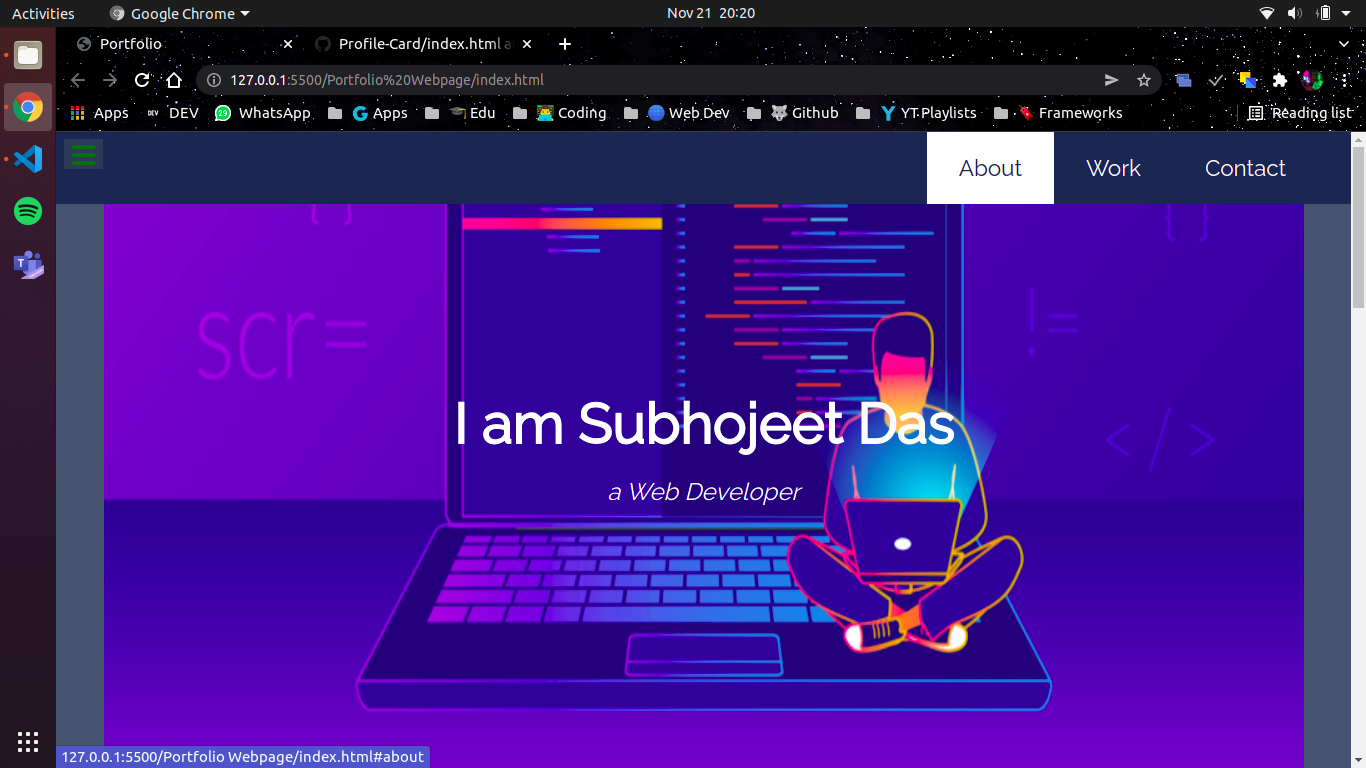 Activities Google Chrome Nov 21 20:20
Portfolio Profile-Card/index.html a
127.0.0.1:5500/Portfolio%20Webpage/index.html
Apps DEV DEV WhatsApp Apps Edu Coding Web Dev Github YT Playlists Frameworks Reading list
About Work Contact
{ } { }
scr= !=
I am Subhojeet Das
</>
a Web Developer
127.0.0.1:5500/Portfolio Webpage/index.html#about